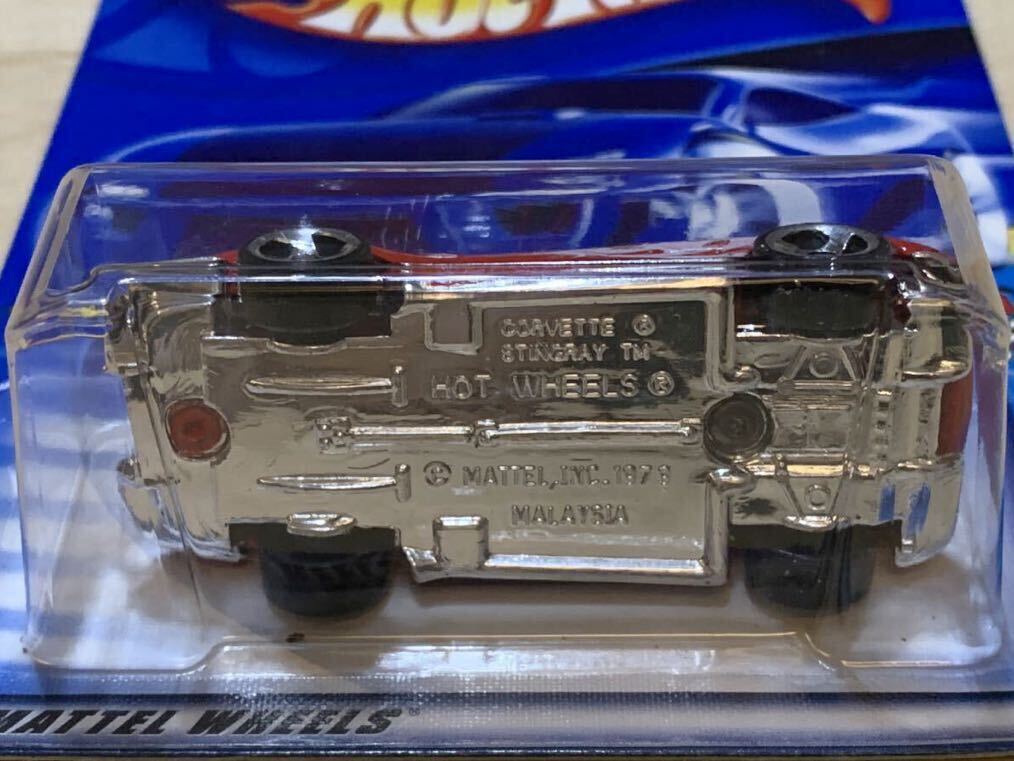 CORVETTE ®
STINGRAY TM
HOT WHEELS ®
© MATTEL, INC. 1979
MALAYSIA
MATTEL WHEELS®